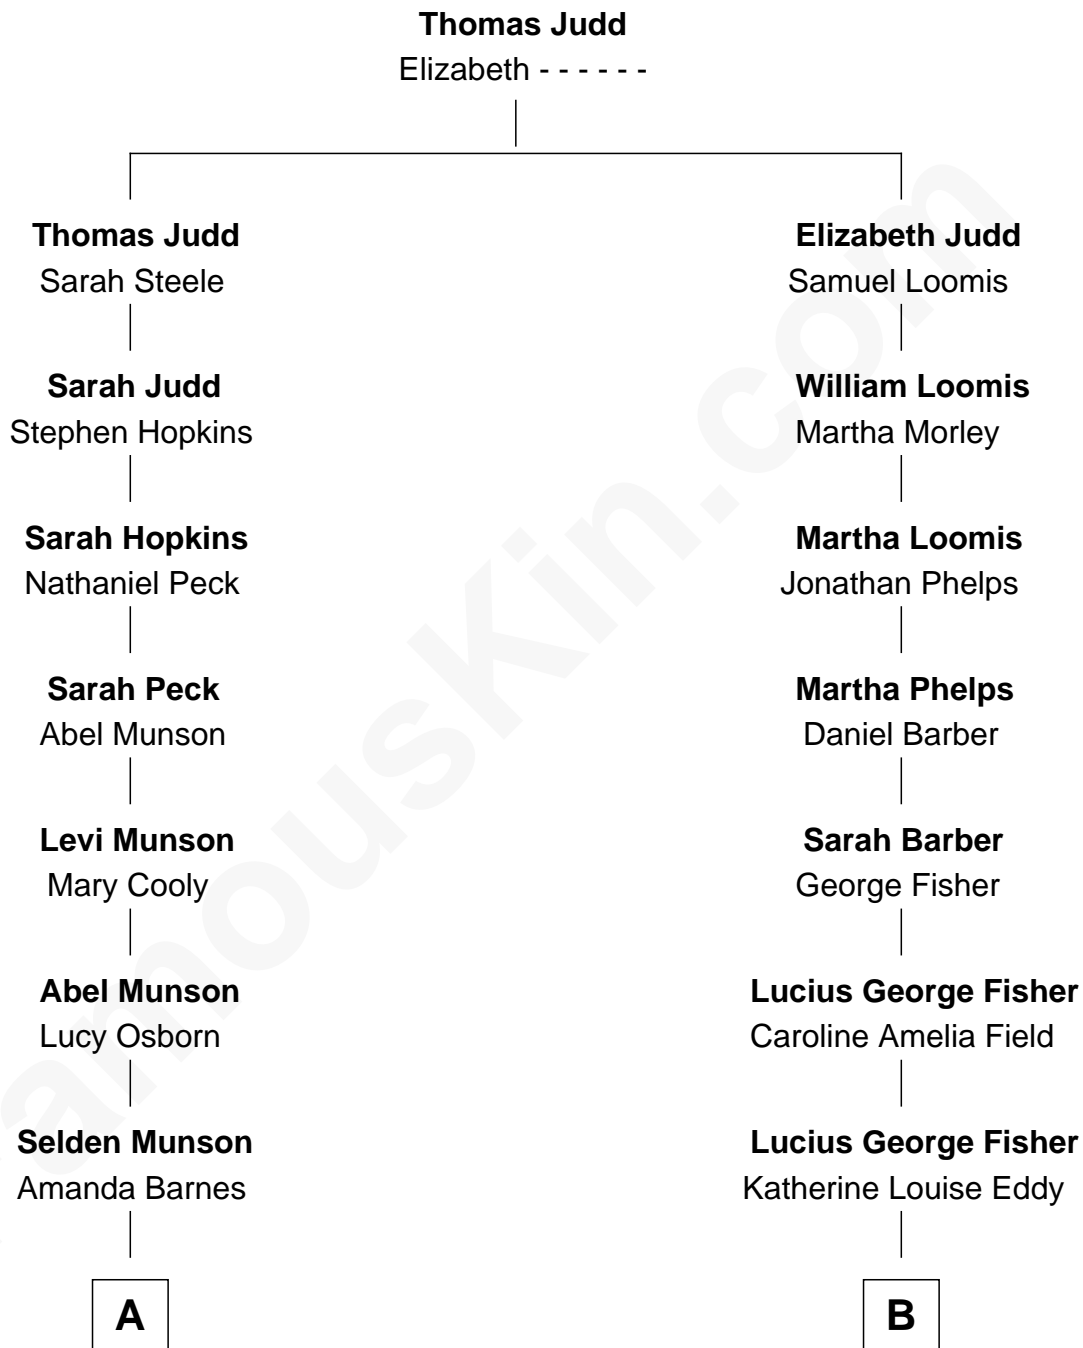 Thomas Judd
Elizabeth - - - - - -
Thomas Judd
Sarah Steele
Elizabeth Judd
Samuel Loomis
Sarah Judd
Stephen Hopkins
William Loomis
Martha Morley
Sarah Hopkins
Nathaniel Peck
Martha Loomis
Jonathan Phelps
Sarah Peck
Abel Munson
Martha Phelps
Daniel Barber
Levi Munson
Mary Cooly
Sarah Barber
George Fisher
Abel Munson
Lucy Osborn
Lucius George Fisher
Caroline Amelia Field
Selden Munson
Amanda Barnes
Lucius George Fisher
Katherine Louise Eddy
A
B
amouskin.com